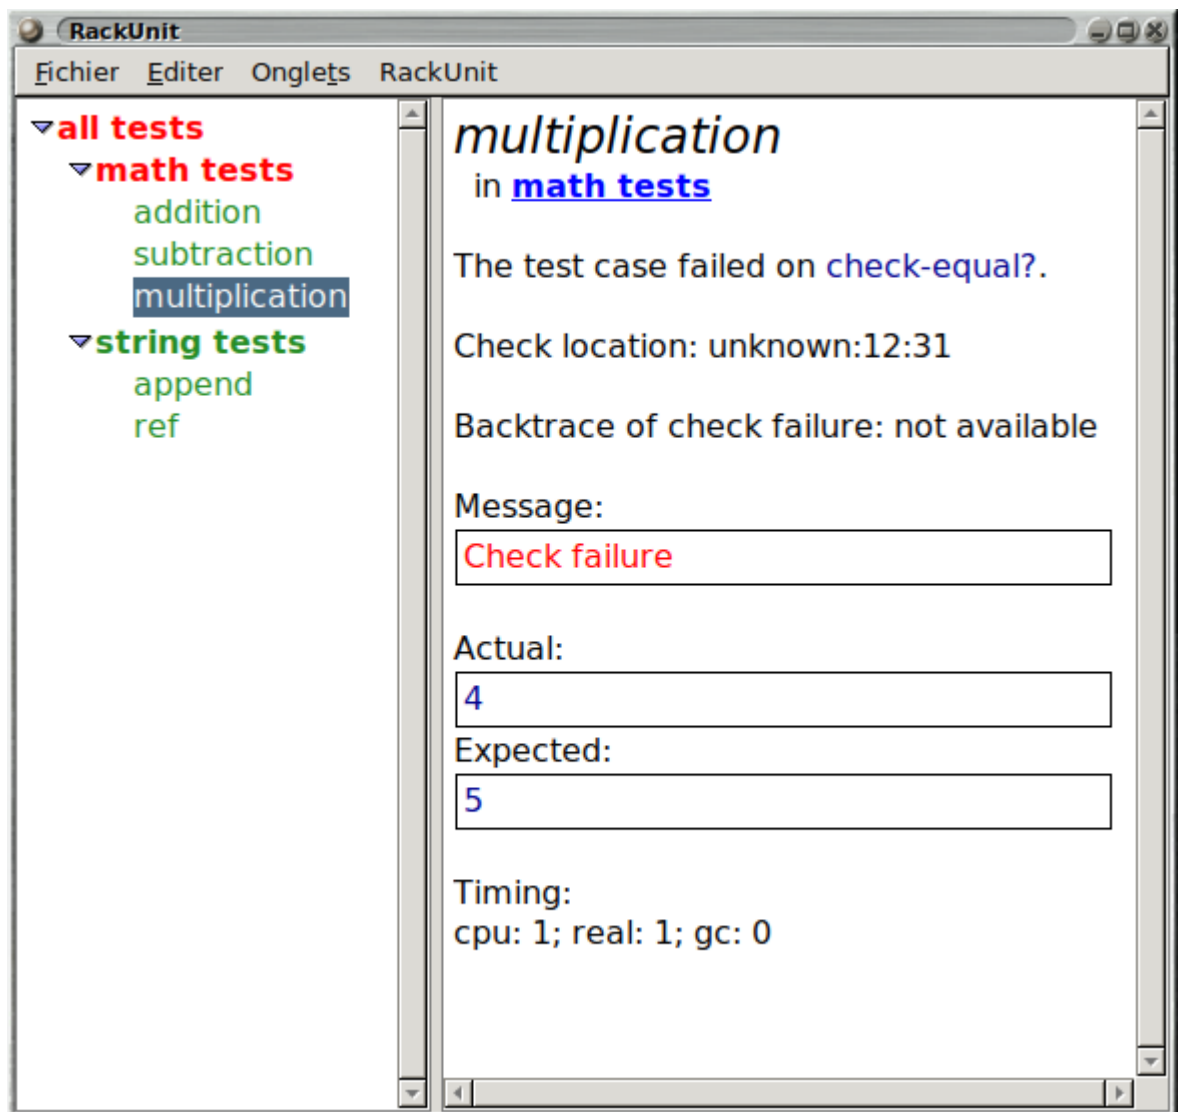 RackUnit
Fichier Editer Onglets RackUnit
all tests
math tests
addition
subtraction
multiplication
string tests
append
ref
multiplication
in math tests
The test case failed on check-equal?.
Check location: unknown:12:31
Backtrace of check failure: not available
Message:
Check failure
Actual:
4
Expected:
5
Timing:
cpu: 1; real: 1; gc: 0